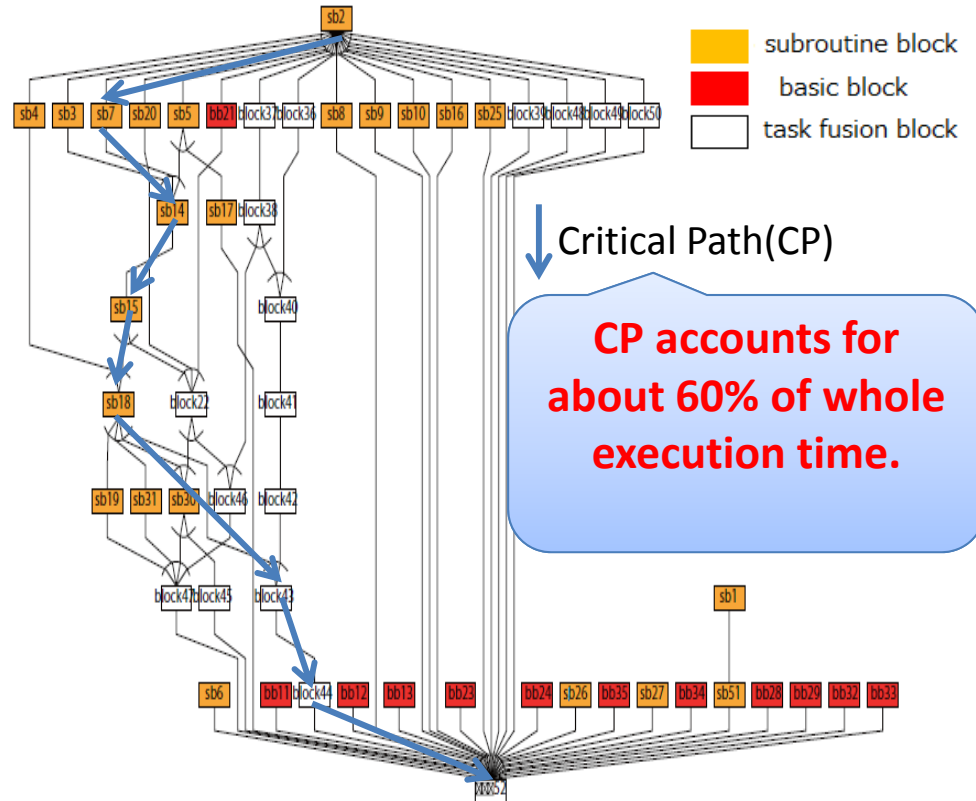 sb2
subroutine block
basic block
task fusion block
sb4 sb3 sb7 sb20 sb5 bb21 block37 block36 sb8 sb9 sb10 sb16 sb25 block39 block48 block49 block50
sb14 sb17 block38
Critical Path(CP)
sb15 block40
CP accounts for
about 60% of whole
execution time.
sb18 block22 block41
sb19 sb31 sb30 block46 block42
block47 block45 block43 sb1
sb6 bb11 block44 bb12 bb13 bb23 bb24 sb26 bb35 sb27 bb34 sb51 bb28 bb29 bb32 bb33